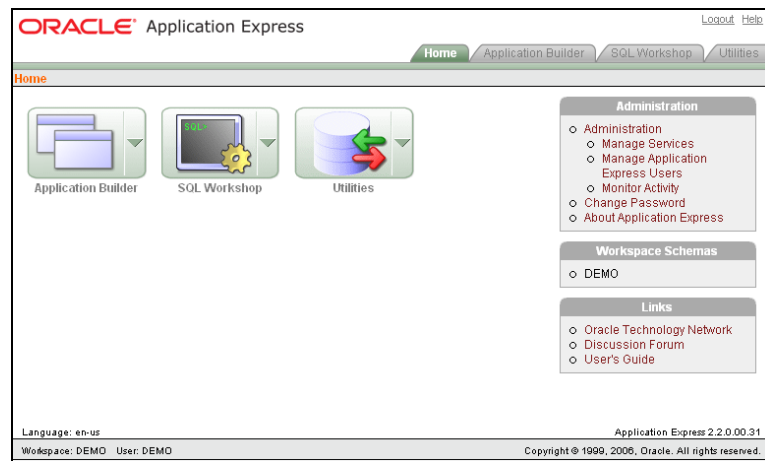 ORACLE® Application Express
Logout Help
Home Application Builder SQL Workshop Utilities
Home
SQL>
Application Builder
SQL Workshop
Utilities
Administration
Administration
Manage Services
Manage Application
Express Users
Monitor Activity
Change Password
About Application Express
Workspace Schemas
DEMO
Links
Oracle Technology Network
Discussion Forum
User's Guide
Language: en-us
Application Express 2.2.0.00.31
Workspace: DEMO User: DEMO
Copyright © 1999, 2006, Oracle. All rights reserved.